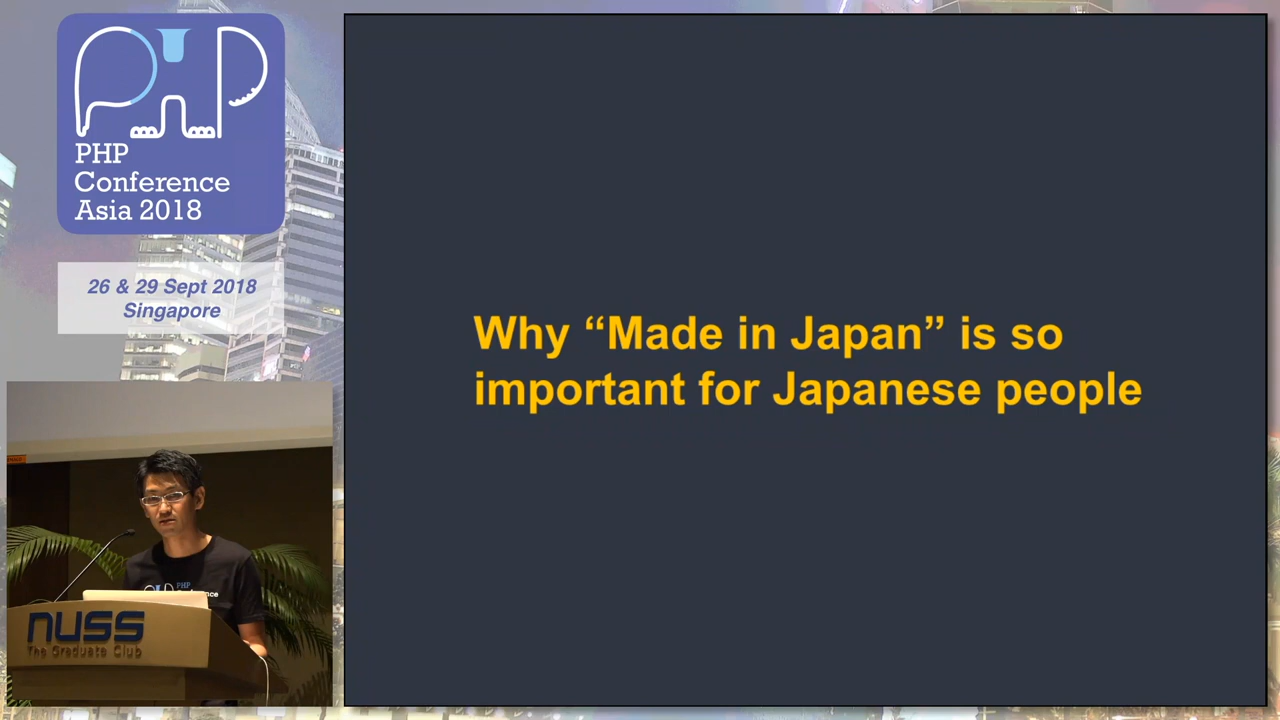 PHP
Conference
Asia 2018
26 & 29 Sept 2018
Singapore
Why “Made in Japan” is so
important for Japanese people
PHP
nuss
The Graduate Club